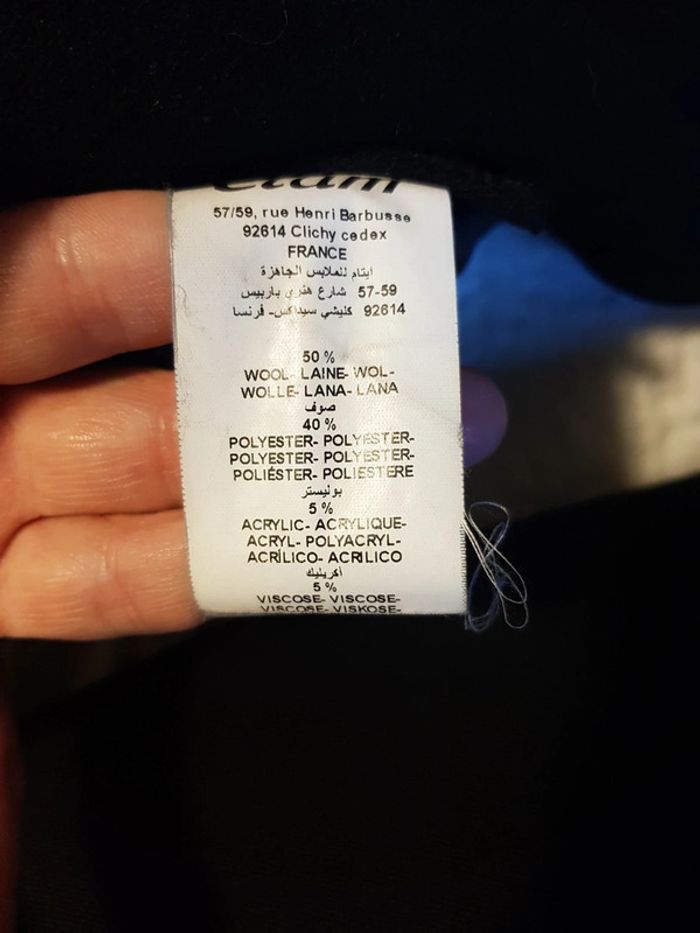 Etam
57/59, rue Henri Barbusse
92614 Clichy cedex
FRANCE
ايتام للملابس الجاهزة
57-59 شارع هنري باربيس
92614 كليشي سيداكس- فرنسا
50 %
WOOL- LAINE- WOL-
WOLLE- LANA- LANA
صوف
40 %
POLYESTER- POLYESTER-
POLYESTER- POLYESTER-
POLIÉSTER- POLIESTERE
بوليستر
5 %
ACRYLIC- ACRYLIQUE-
ACRYL- POLYACRYL-
ACRÍLICO- ACRILICO
أكريليك
5 %
VISCOSE- VISCOSE-
VISCOSE- VISKOSE-